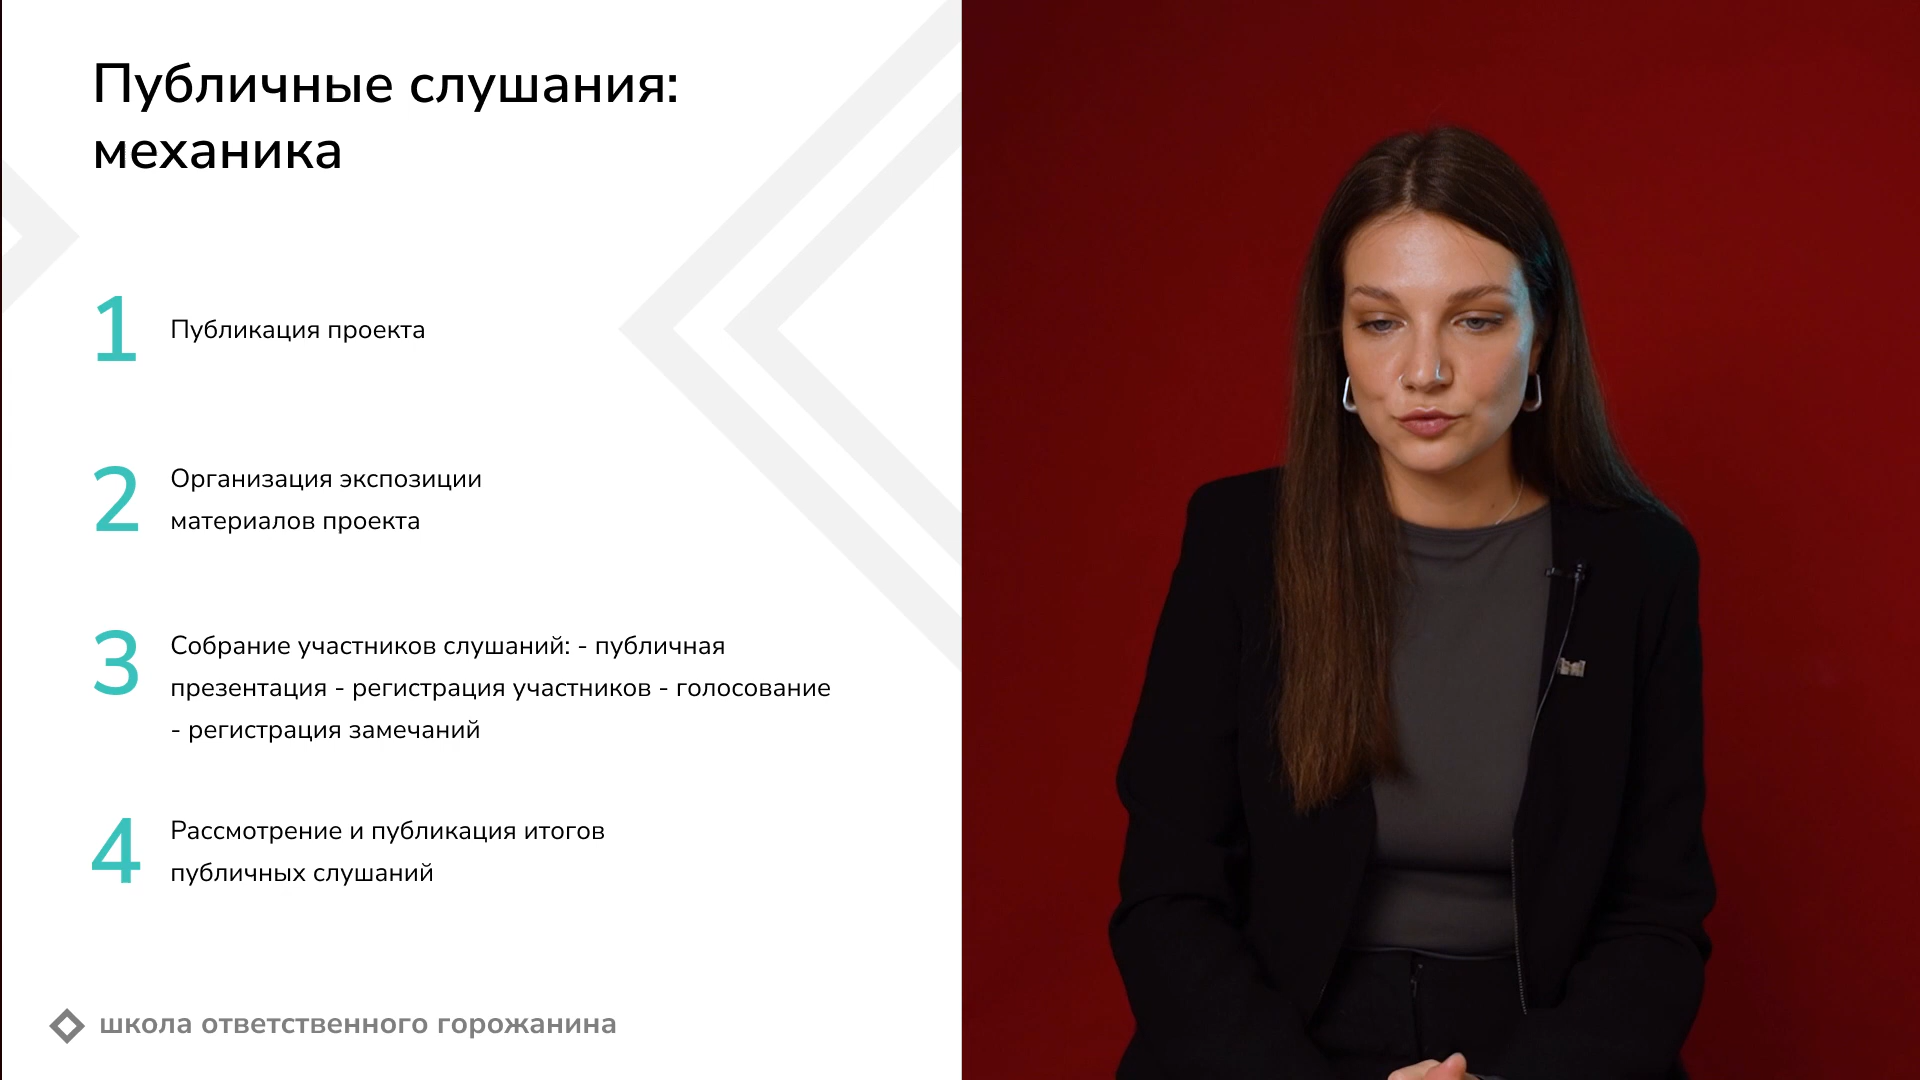 Публичные слушания:
механика
1
Публикация проекта
2
Организация экспозиции
материалов проекта
3
Собрание участников слушаний: - публичная
презентация - регистрация участников - голосование
- регистрация замечаний
4
Рассмотрение и публикация итогов
публичных слушаний
школа ответственного горожанина